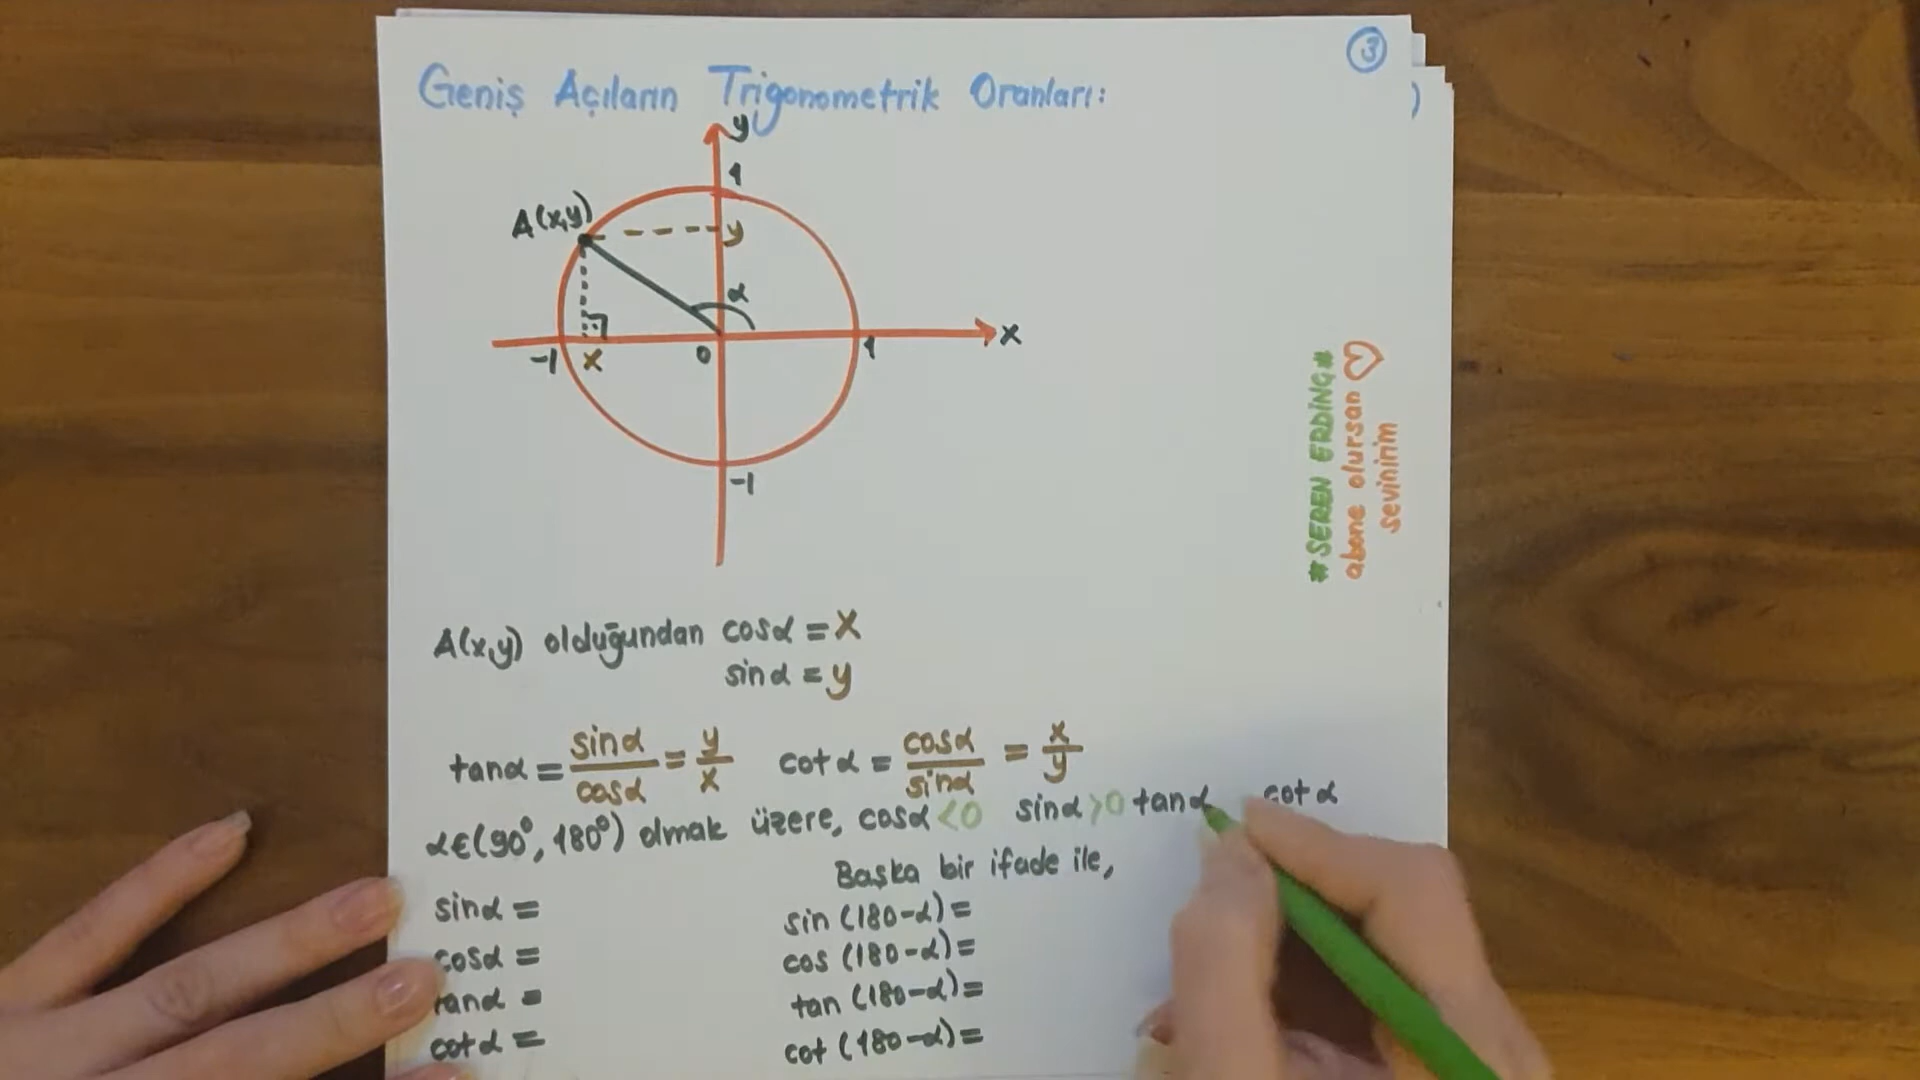 3
Geniş Açıların Trigonometrik Oranları:
)
y
1
A(x,y)
y
α
x
-1
x
0
1
-1
#SEREN ERDİNG#
abone olursan ♡
sevinirim
A(x,y) olduğundan cosα = x
sinα = y
tanα = sinα/cosα = y/x cotα = cosα/sinα = x/y
α∈(90°, 180°) olmak üzere, cosα <0 sinα >0 tanα cotα
Başka bir ifade ile,
sinα = sin (180-α)=
cosα = cos (180-α)=
tanα = tan (180-α)=
cotα = cot (180-α)=